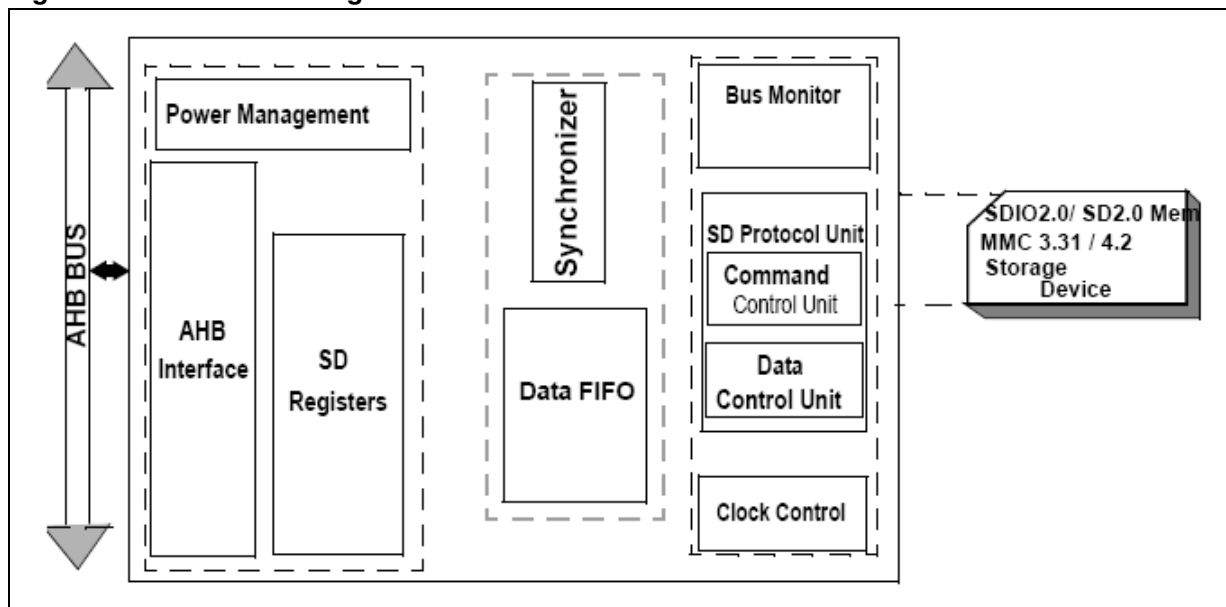 AHB BUS
Power Management
AHB
Interface
SD
Registers
Synchronizer
Data FIFO
Bus Monitor
SD Protocol Unit
Command
Control Unit
Data
Control Unit
Clock Control
SDIO2.0/ SD2.0 Mem
MMC 3.31 / 4.2
Storage
Device